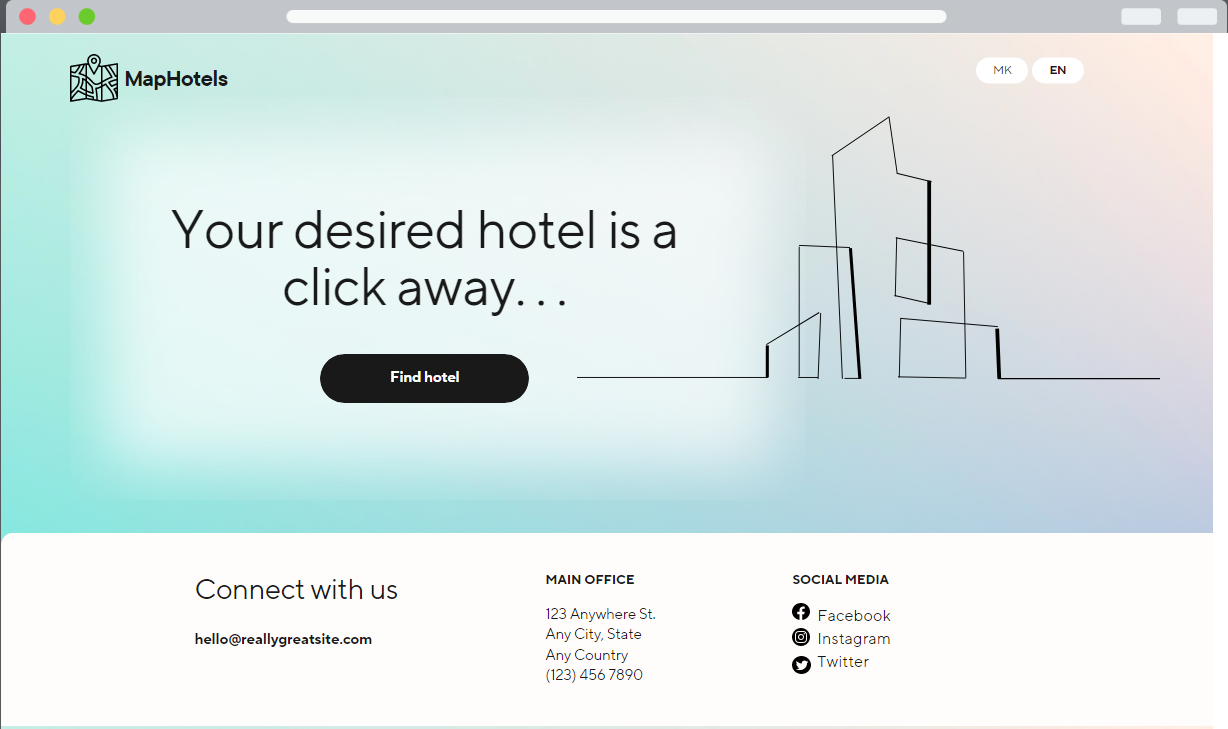 MapHotels
MK
EN
Your desired hotel is a
click away...
Find hotel
Connect with us
hello@reallygreatsite.com
MAIN OFFICE
123 Anywhere St.
Any City, State
Any Country
(123) 456 7890
SOCIAL MEDIA
Facebook
Instagram
Twitter